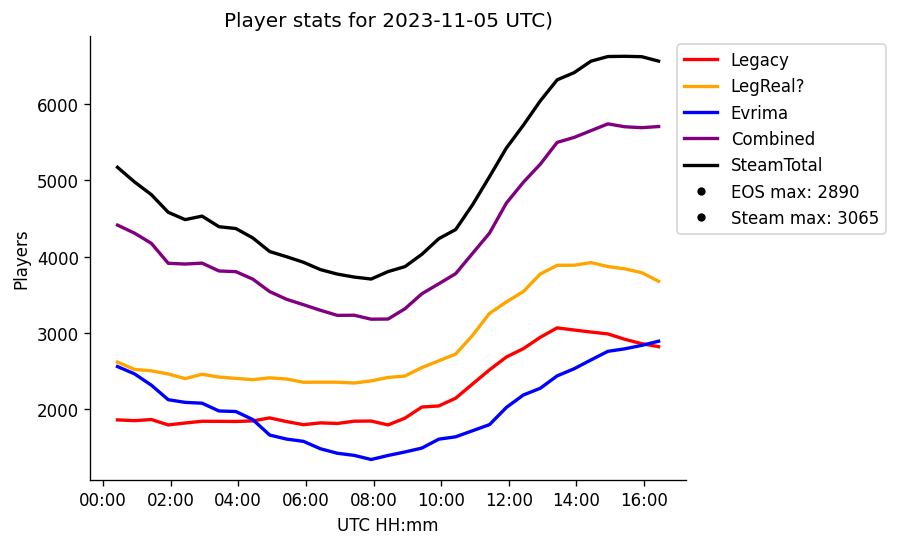 Player stats for 2023-11-05 UTC)
Legacy
LegReal?
Evrima
Combined
SteamTotal
EOS max: 2890
Steam max: 3065
Players
6000
5000
4000
3000
2000
00:00 02:00 04:00 06:00 08:00 10:00 12:00 14:00 16:00
UTC HH:mm